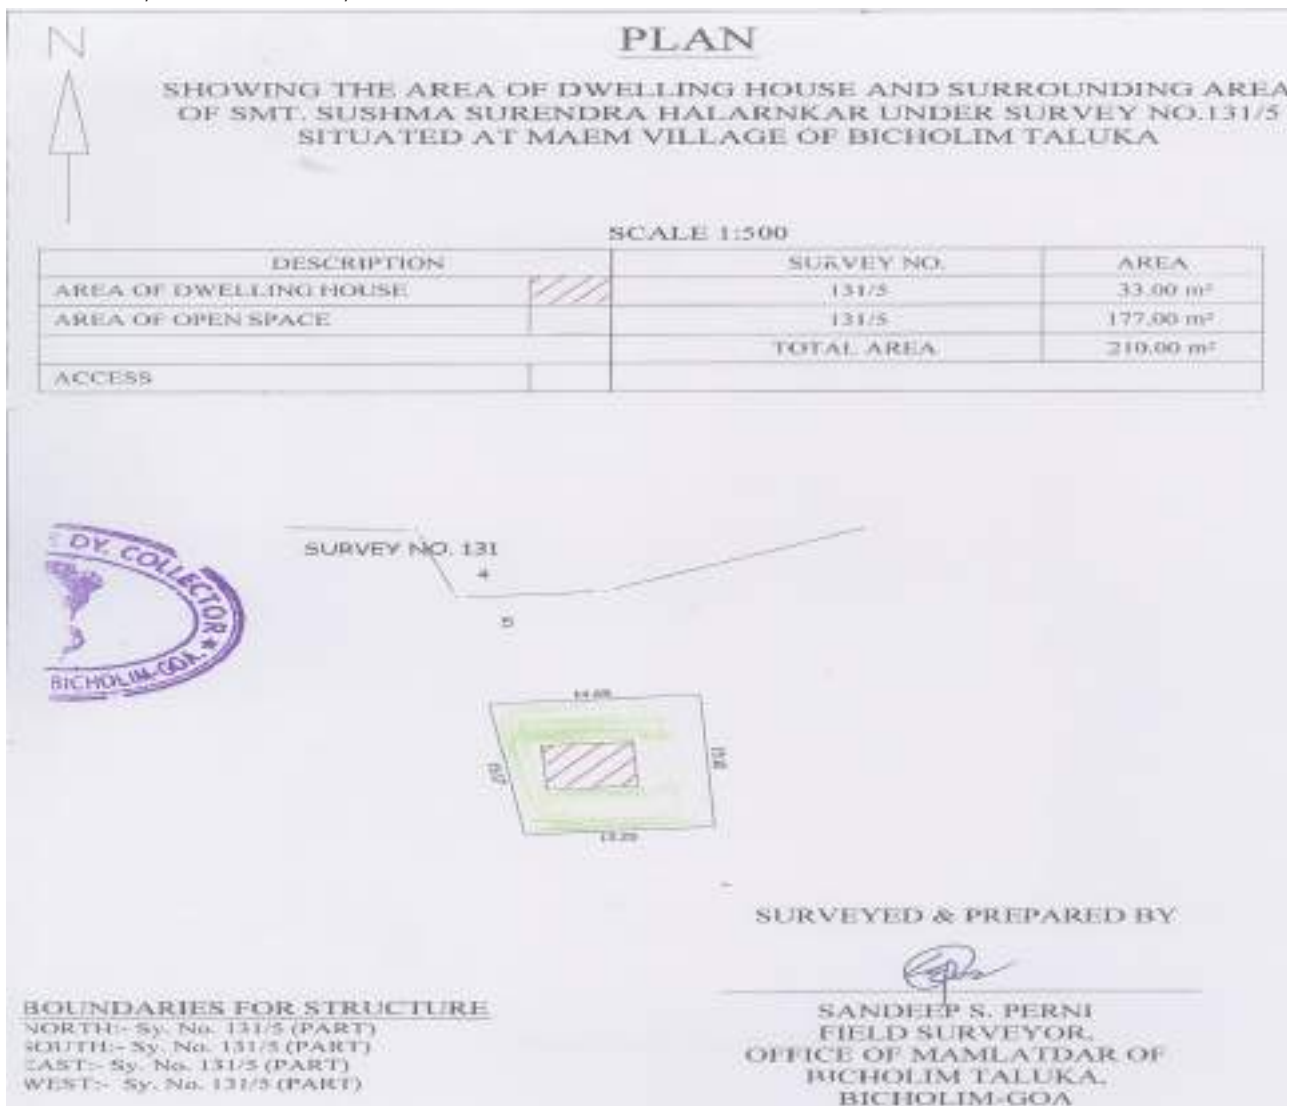 N
PLAN
SHOWING THE AREA OF DWELLING HOUSE AND SURROUNDING AREA
OF SMT. SUSHMA SURENDRA HALARNKAR UNDER SURVEY NO.131/5
SITUATED AT MAEM VILLAGE OF BICHOLIM TALUKA
SCALE 1:500
DESCRIPTION SURVEY NO. AREA
AREA OF DWELLING HOUSE 131/5 33.00 m²
AREA OF OPEN SPACE 131/5 177.00 m²
TOTAL AREA 210.00 m²
ACCESS
DY. COLLECTOR
BICHOLIM-GOA.
SURVEY NO. 131
4
5
SURVEYED & PREPARED BY
SANDEEP S. PERNI
FIELD SURVEYOR,
OFFICE OF MAMLATDAR OF
BICHOLIM TALUKA,
BICHOLIM-GOA
BOUNDARIES FOR STRUCTURE
NORTH:- Sy. No. 131/5 (PART)
SOUTH:- Sy. No. 131/5 (PART)
EAST:- Sy. No. 131/5 (PART)
WEST:- Sy. No. 131/5 (PART)